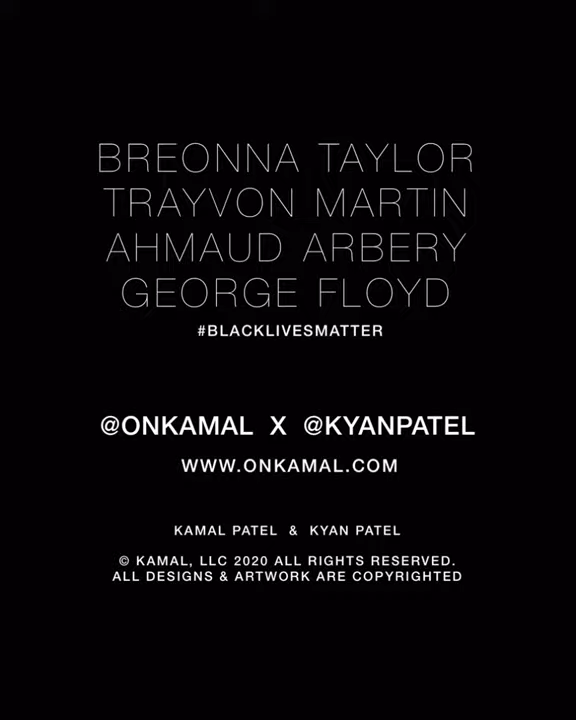 BREONNA TAYLOR
TRAYVON MARTIN
AHMAUD ARBERY
GEORGE FLOYD
#BLACKLIVESMATTER
@ONKAMAL X @KYANPATEL
WWW.ONKAMAL.COM
KAMAL PATEL & KYAN PATEL
© KAMAL, LLC 2020 ALL RIGHTS RESERVED.
ALL DESIGNS & ARTWORK ARE COPYRIGHTED